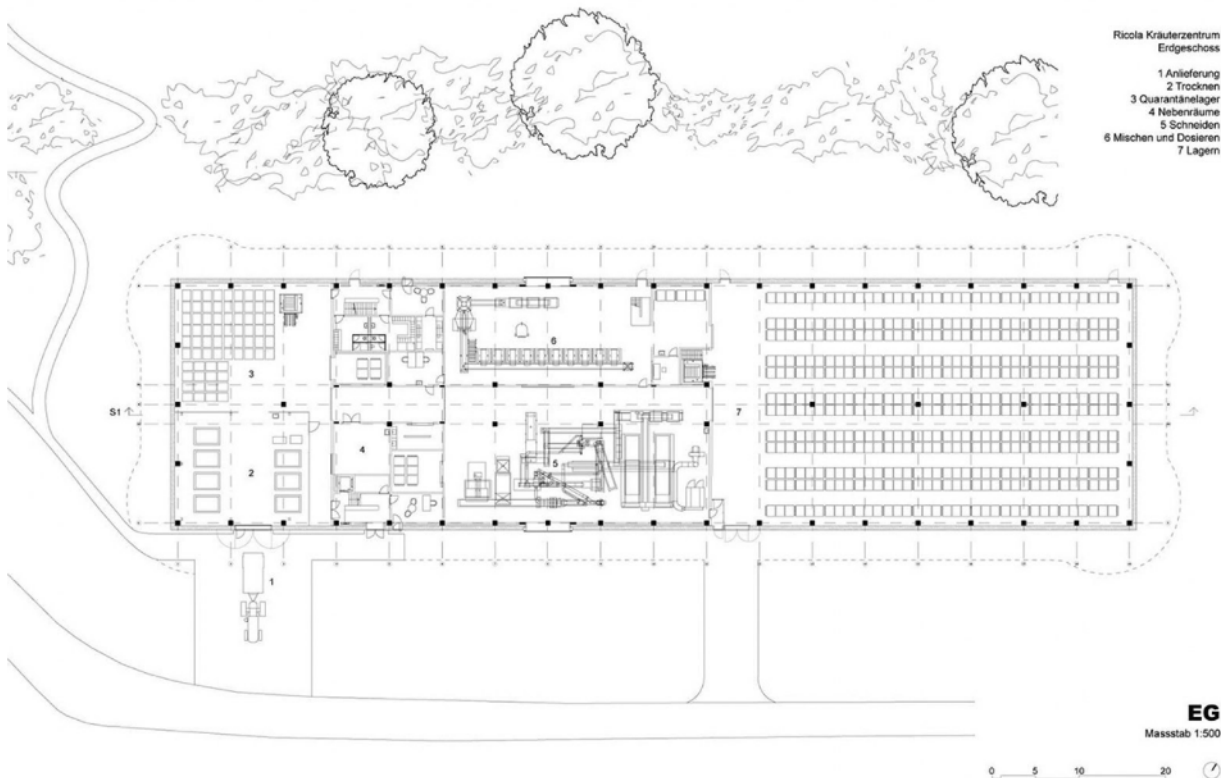 Ricola Kräuterzentrum
Erdgeschoss
1 Anlieferung
2 Trocknen
3 Quarantänelager
4 Nebenräume
5 Schneiden
6 Mischen und Dosieren
7 Lagern
6
3
S1
7
4
5
2
1
EG
Massstab 1:500
0 5 10 20